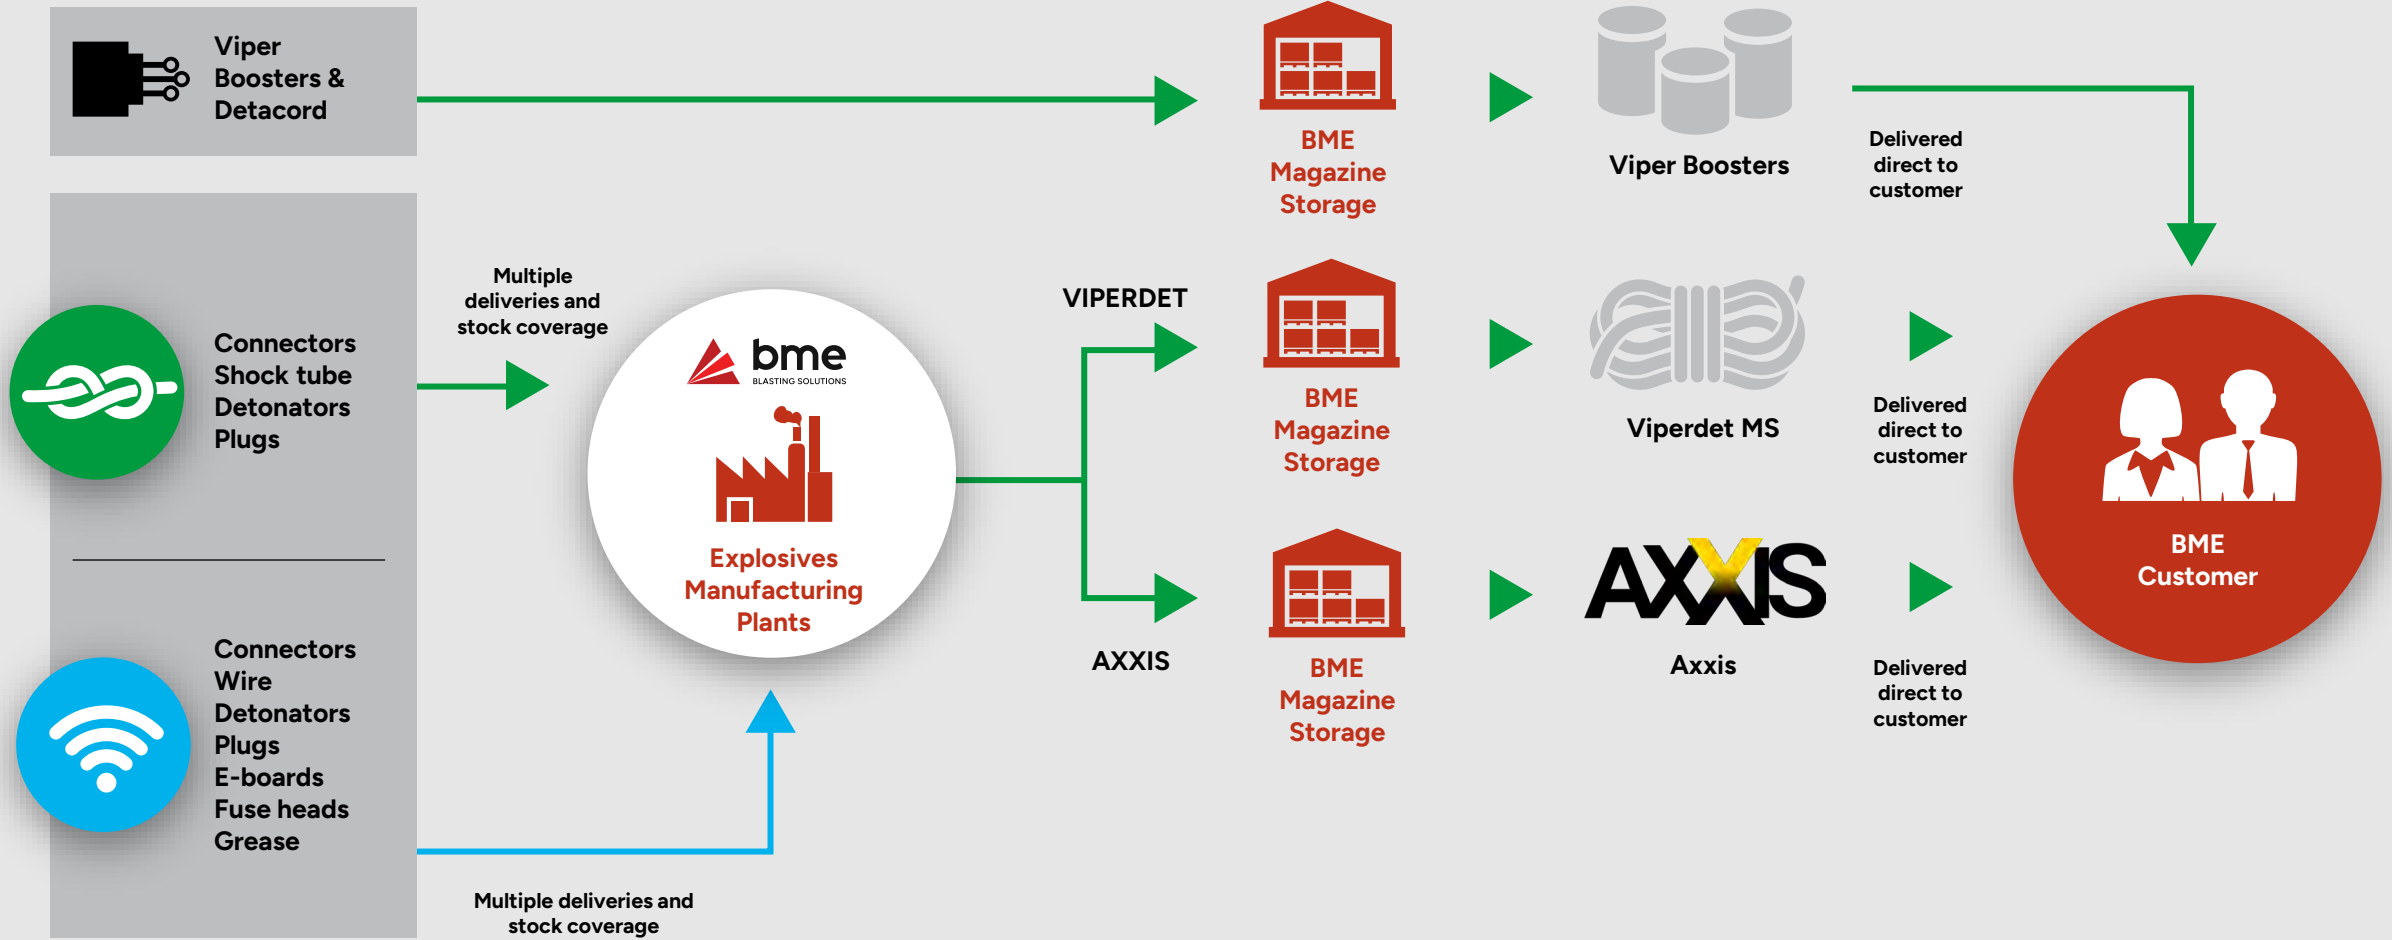 Viper
Boosters &
Detacord
BME
Magazine
Storage
Viper Boosters
Delivered
direct to
customer
Connectors
Shock tube
Detonators
Plugs
Multiple
deliveries and
stock coverage
bme
BLASTING SOLUTIONS
Explosives
Manufacturing
Plants
VIPERDET
BME
Magazine
Storage
Viperdet MS
Delivered
direct to
customer
BME
Customer
Connectors
Wire
Detonators
Plugs
E-boards
Fuse heads
Grease
Multiple deliveries and
stock coverage
AXXIS
BME
Magazine
Storage
AXXIS
Axxis
Delivered
direct to
customer